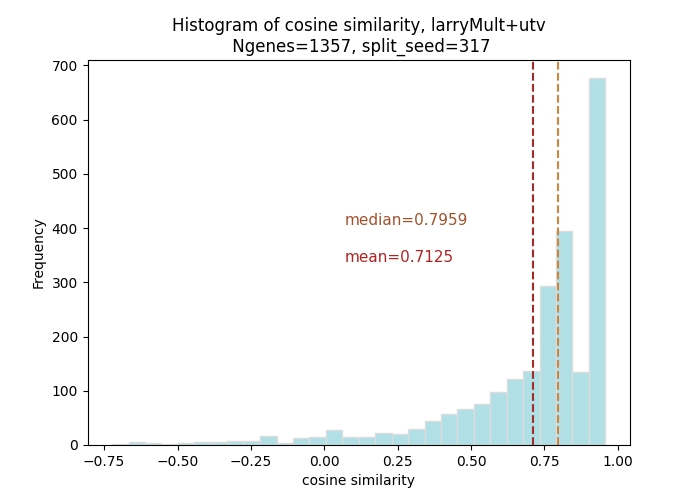 Histogram of cosine similarity, larryMult+utv
Ngenes=1357, split_seed=317
700
600
500
400
300
200
100
0
Frequency
median=0.7959
mean=0.7125
−0.75
−0.50
−0.25
0.00
0.25
0.50
0.75
1.00
cosine similarity